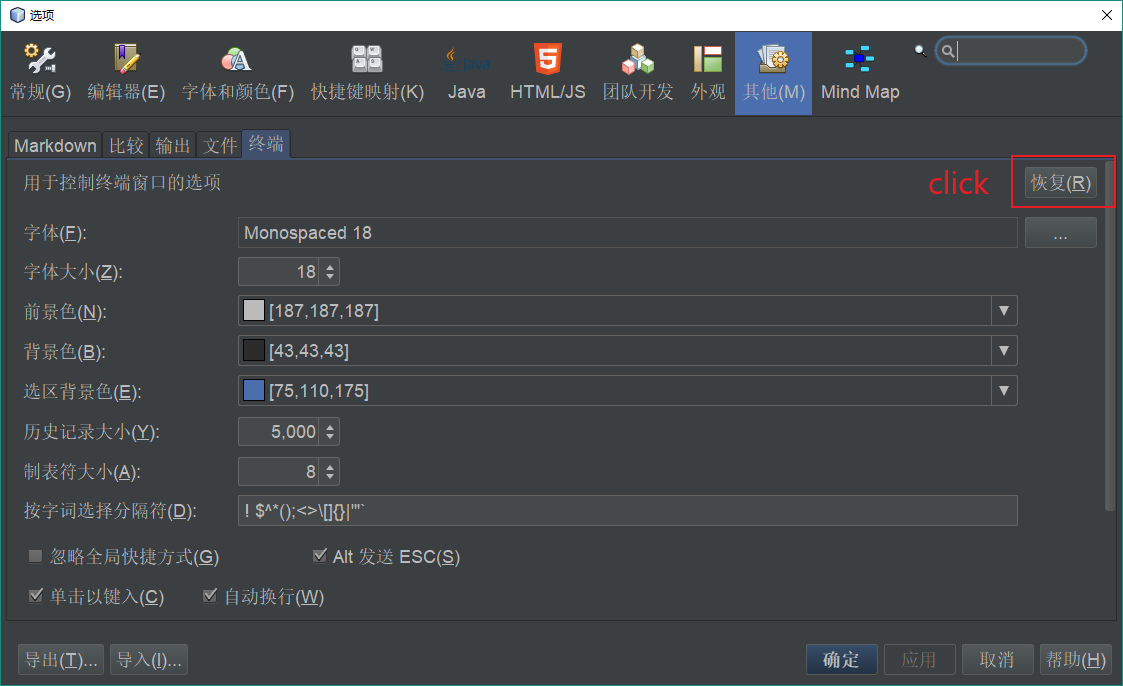 选项
常规(G) 编辑器(E) 字体和颜色(F) 快捷键映射(K) Java HTML/JS 团队开发 外观 其他(M) Mind Map
Markdown 比较 输出 文件 终端
用于控制终端窗口的选项 click 恢复(R)
字体(F): Monospaced 18 ...
字体大小(Z): 18
前景色(N): [187,187,187]
背景色(B): [43,43,43]
选区背景色(E): [75,110,175]
历史记录大小(Y): 5,000
制表符大小(A): 8
按字词选择分隔符(D): ! $^*();<>\[]{}|'"`
忽略全局快捷方式(G) Alt 发送 ESC(S)
单击以键入(C) 自动换行(W)
导出(T)... 导入(I)... 确定 应用 取消 帮助(H)